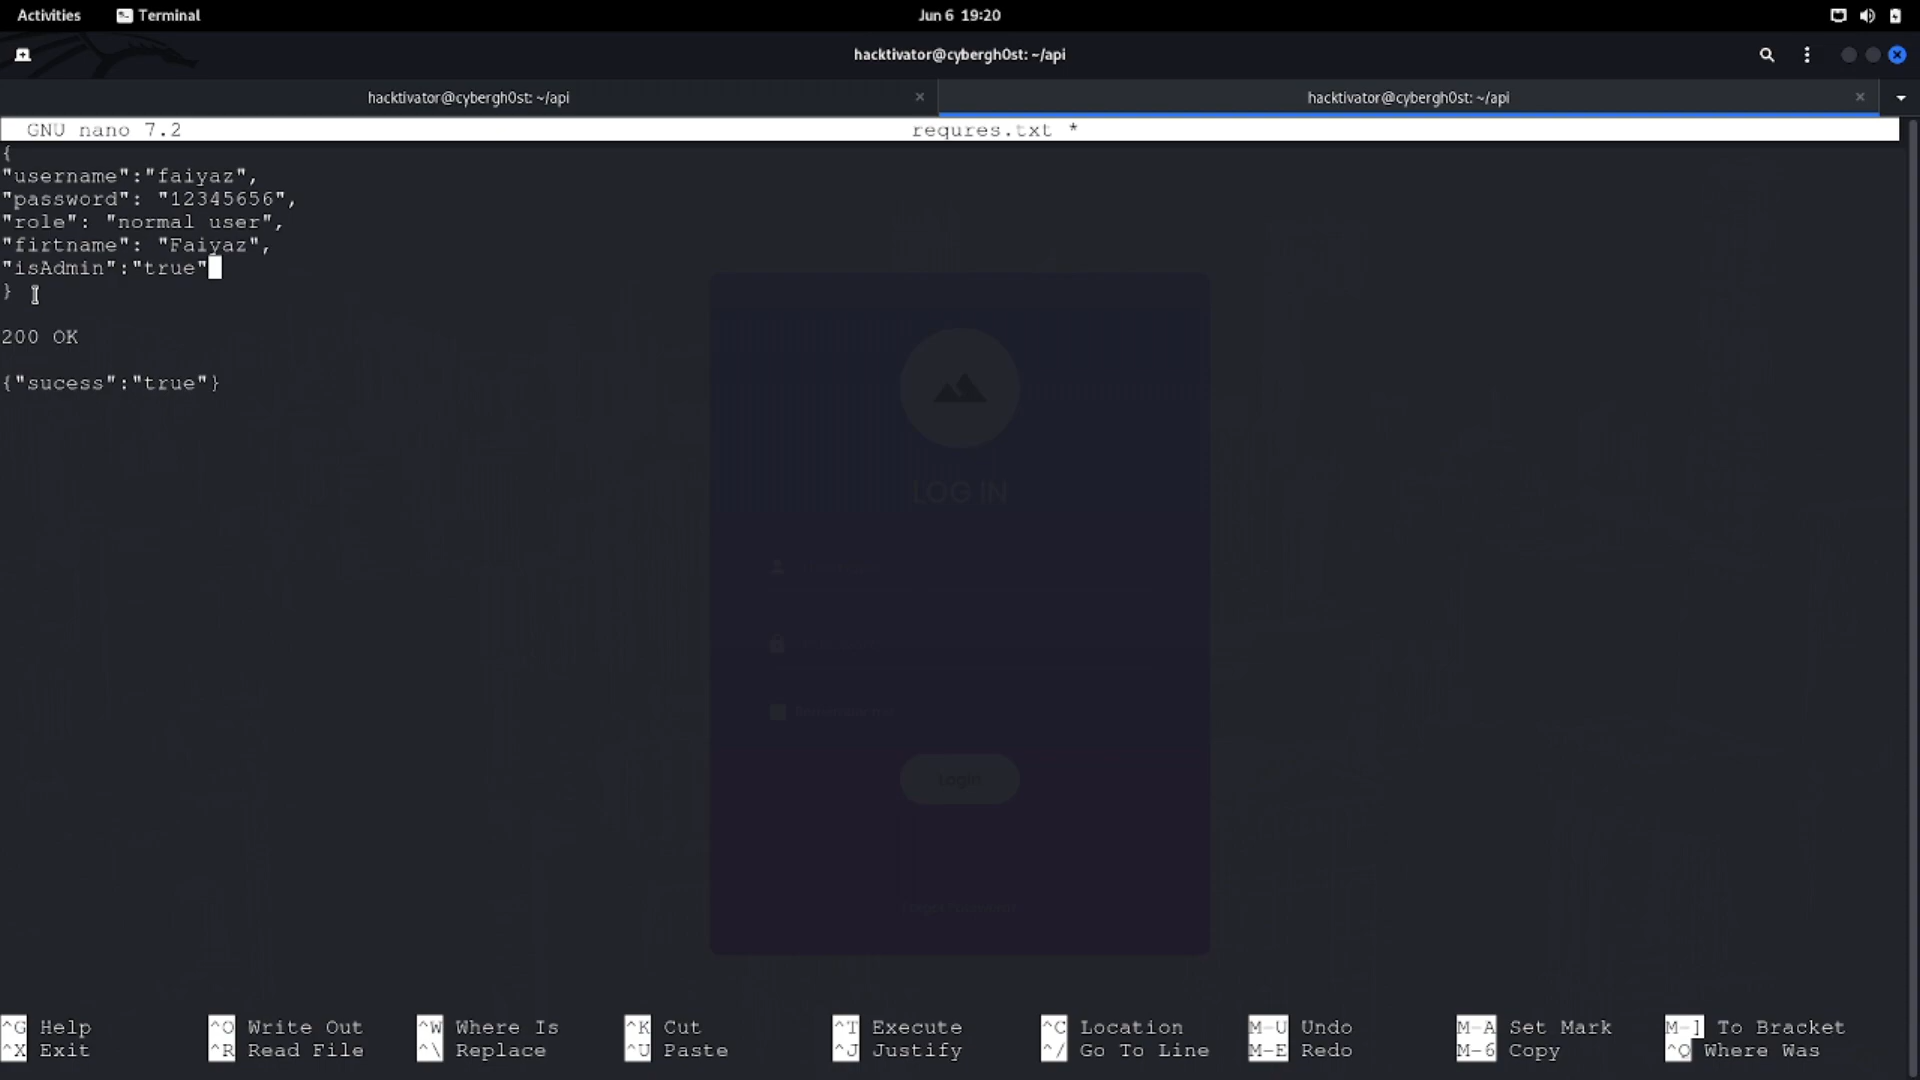 Activities Terminal Jun 6 19:20
hacktivator@cybergh0st: ~/api
hacktivator@cybergh0st: ~/api × hacktivator@cybergh0st: ~/api ×
GNU nano 7.2 requres.txt *
{
"username":"faiyaz",
"password": "12345656",
"role": "normal user",
"firtname": "Faiyaz",
"isAdmin":"true"
}
200 OK
{"sucess":"true"}
LOG IN
Login
^G Help ^O Write Out ^W Where Is ^K Cut ^T Execute ^C Location M-U Undo M-A Set Mark M-] To Bracket
^X Exit ^R Read File ^\ Replace ^U Paste ^J Justify ^/ Go To Line M-E Redo M-6 Copy ^Q Where Was